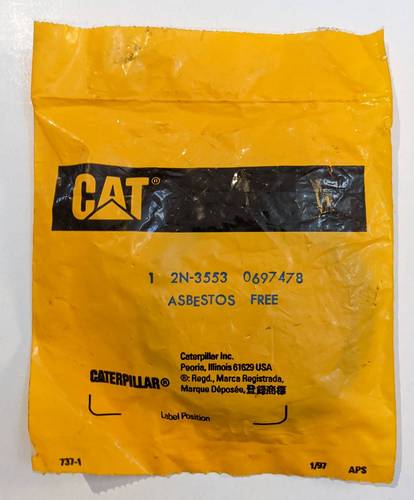 CAT®
1 2N-3553 0697478
ASBESTOS FREE
Caterpillar Inc.
Peoria, Illinois 61629 USA
®: Regd., Marca Registrada,
Marque Déposée, 登録商標
CATERPILLAR®
Label Position
737-1 1/97 APS